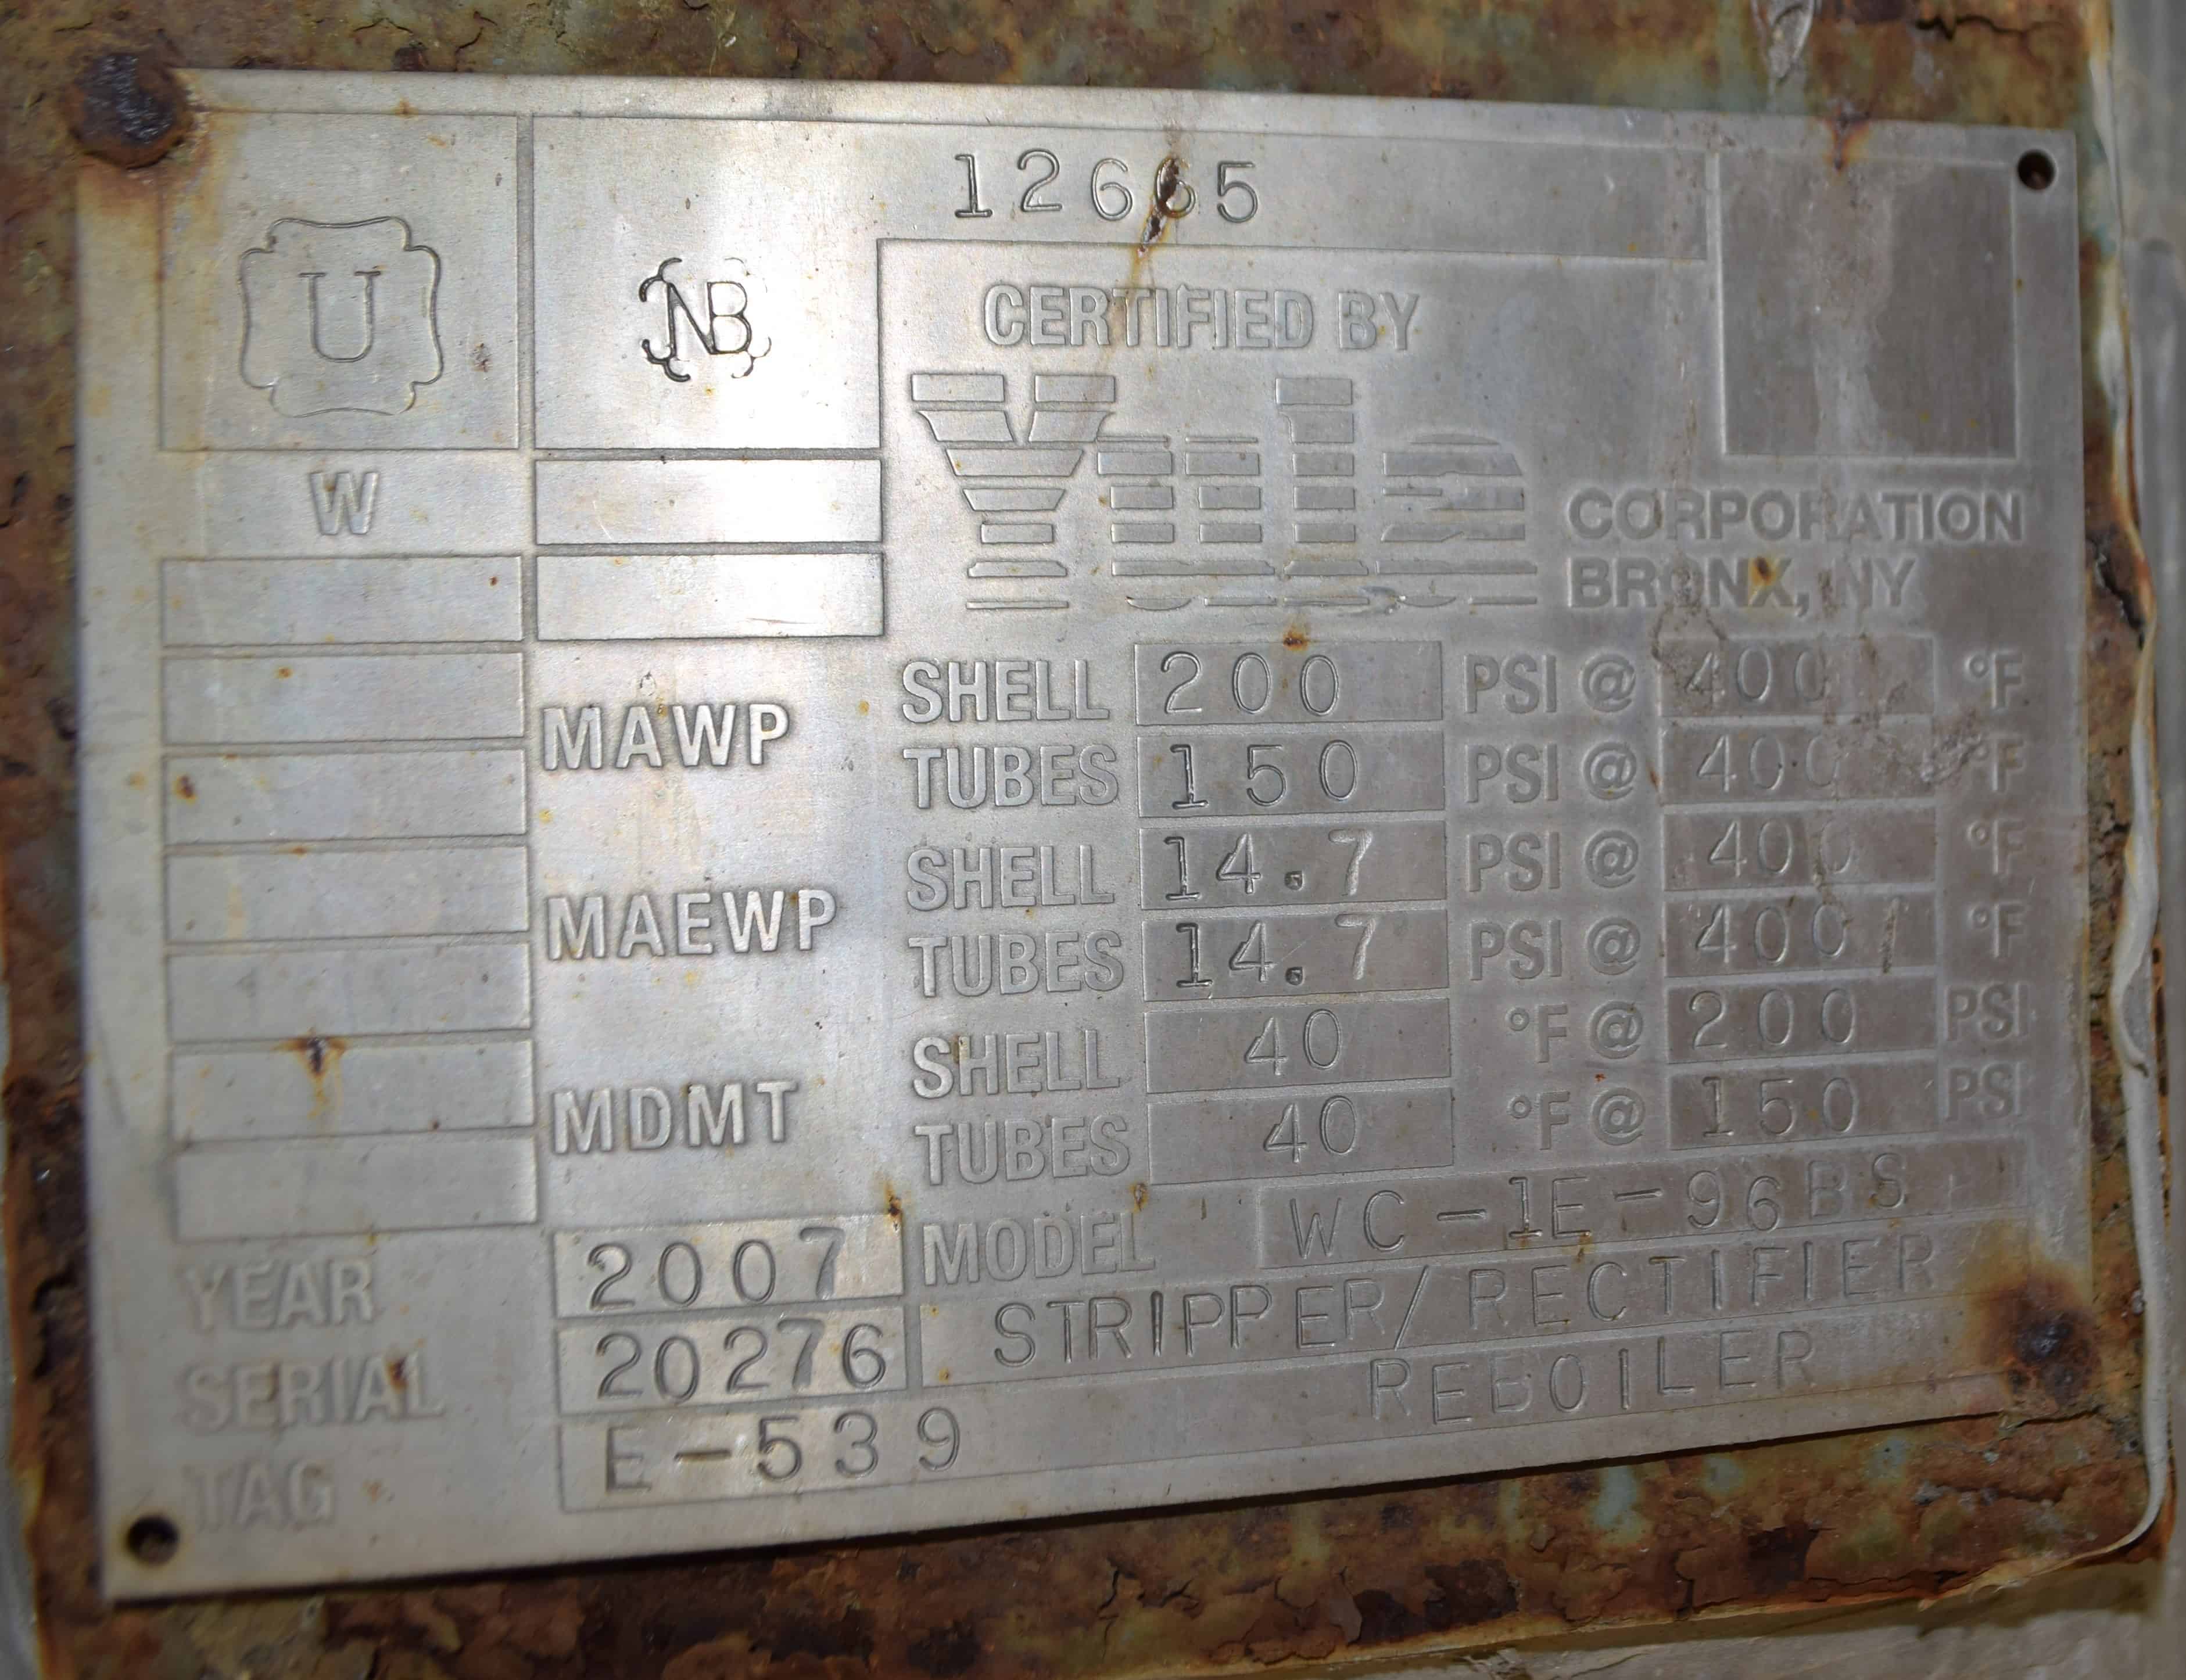 12665
U
NB
CERTIFIED BY
Yula
W
CORPORATION
BRONX, NY
MAWP SHELL 200 PSI @ 400 °F
TUBES 150 PSI @ 400 °F
MAEWP SHELL 14.7 PSI @ 400 °F
TUBES 14.7 PSI @ 400 °F
MDMT SHELL 40 °F @ 200 PSI
TUBES 40 °F @ 150 PSI
YEAR 2007 MODEL WC-1E-96BS
SERIAL 20276 STRIPPER/RECTIFIER
REBOILER
TAG E-539